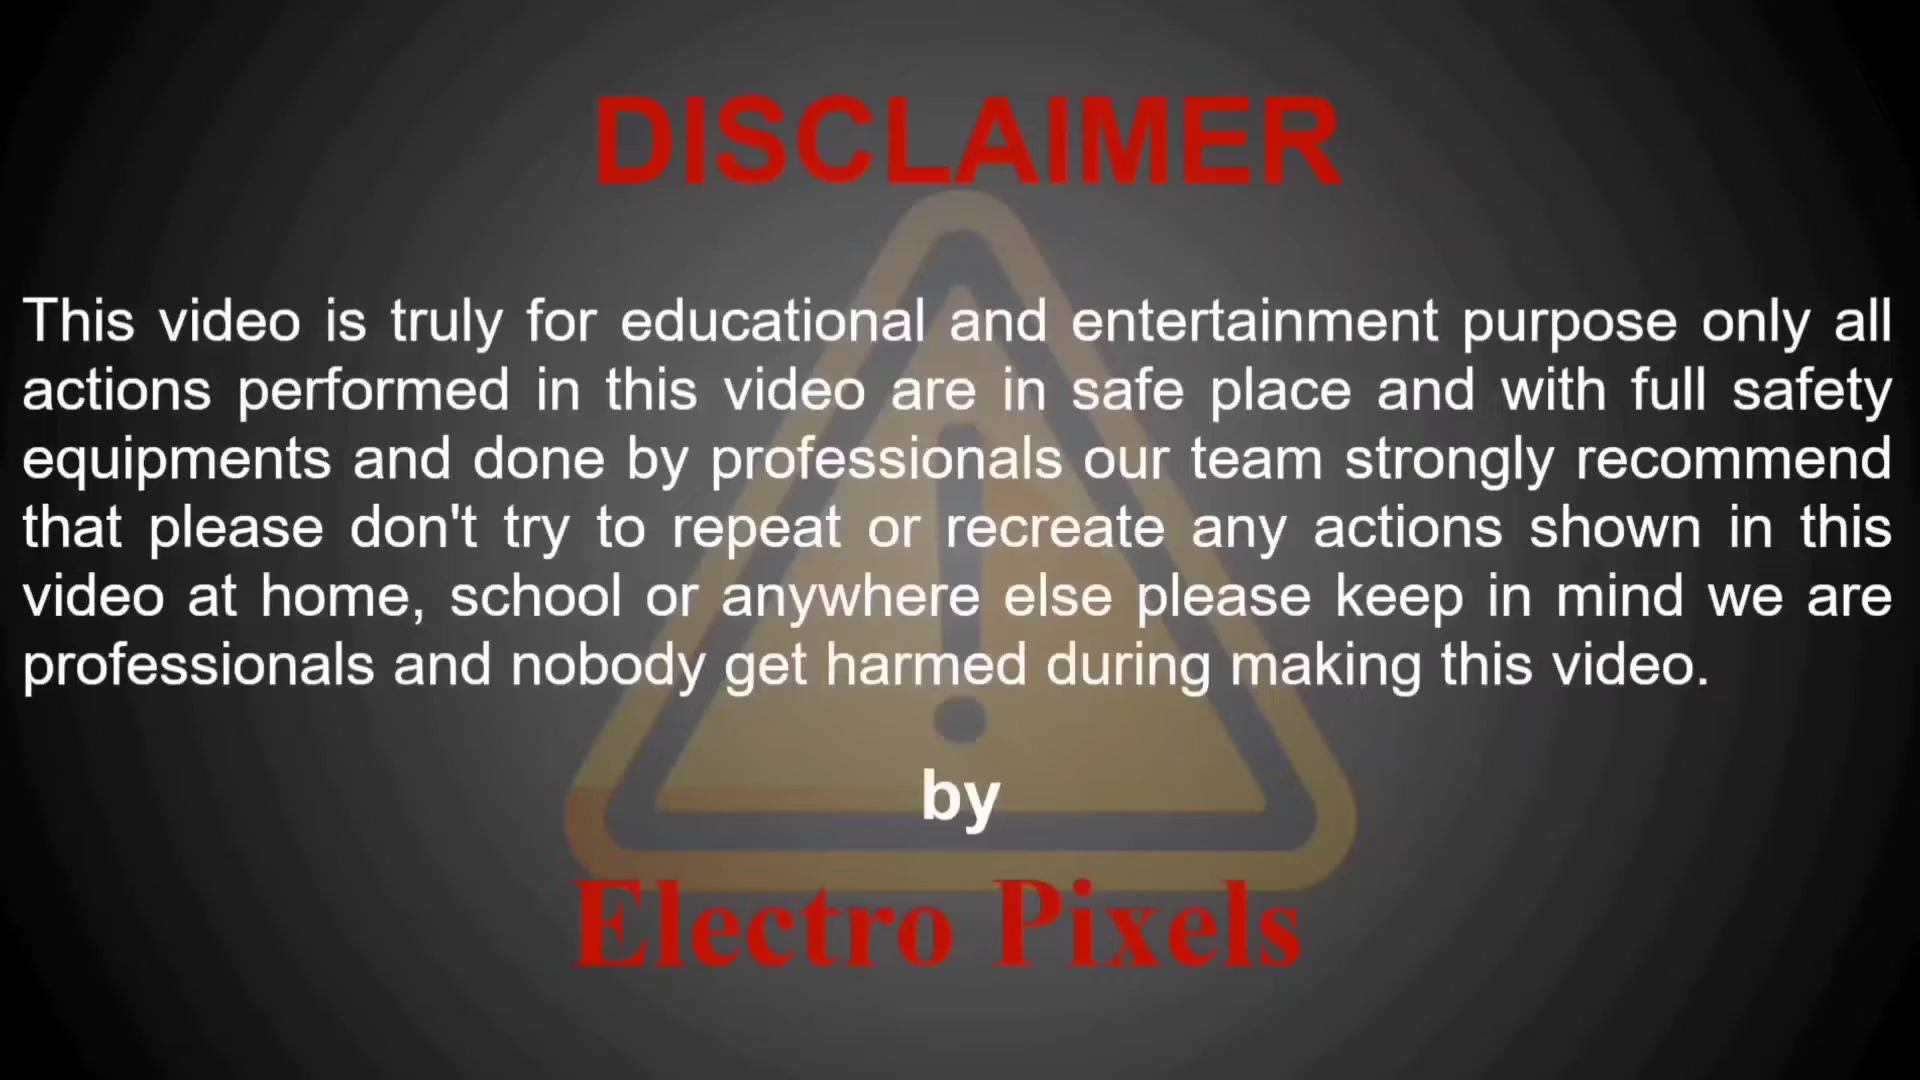 DISCLAIMER
This video is truly for educational and entertainment purpose only all
actions performed in this video are in safe place and with full safety
equipments and done by professionals our team strongly recommend
that please don't try to repeat or recreate any actions shown in this
video at home, school or anywhere else please keep in mind we are
professionals and nobody get harmed during making this video.
by
Electro Pixels